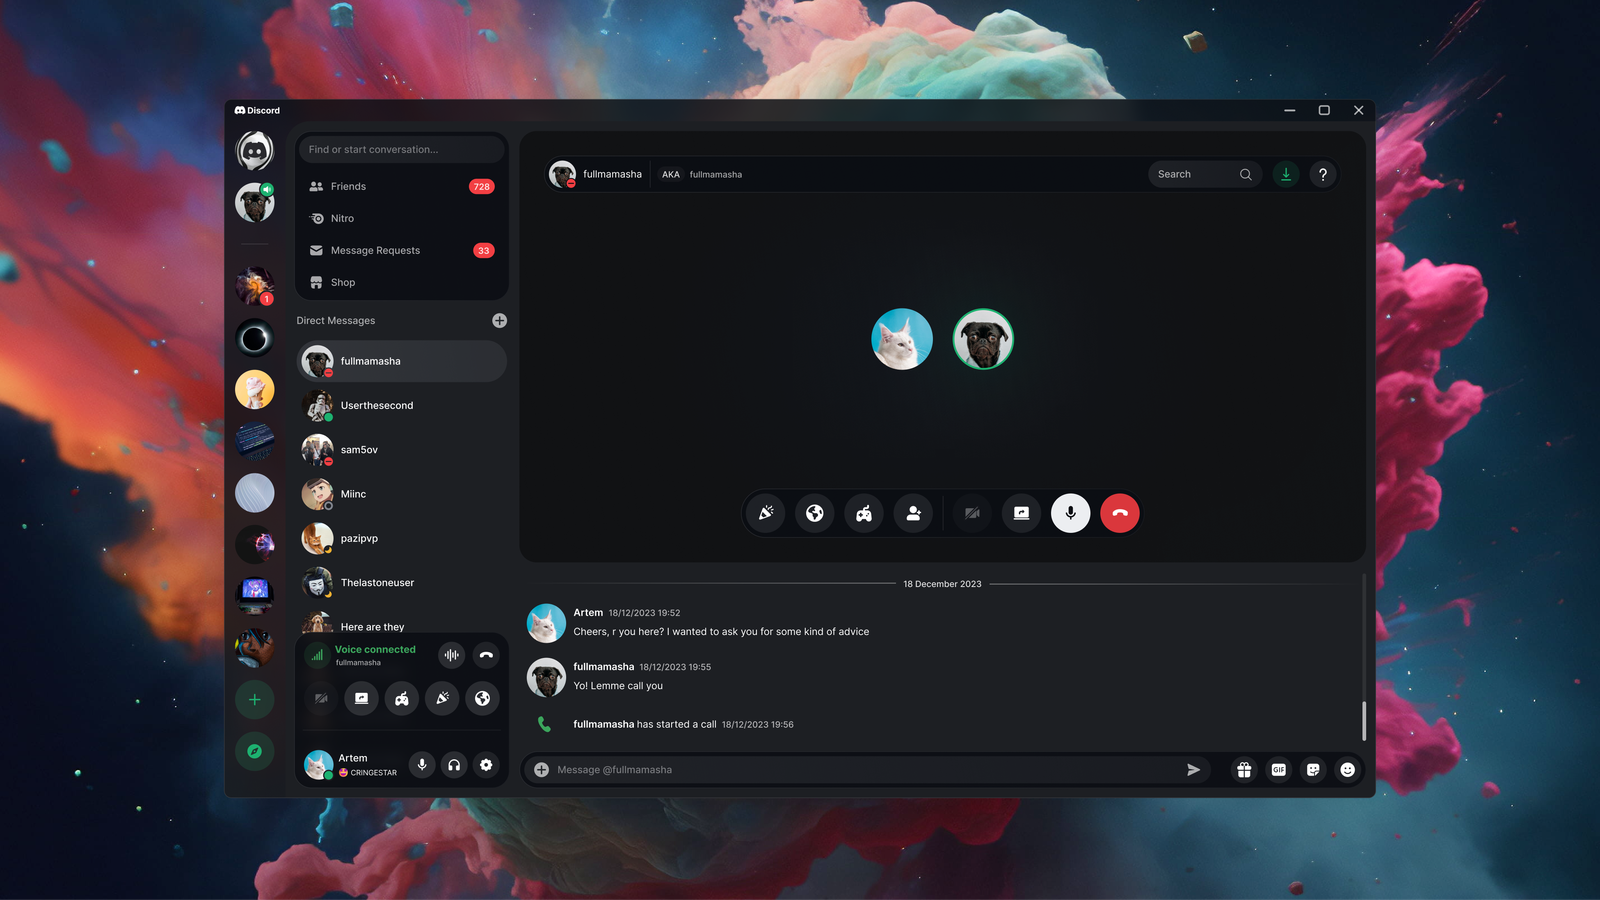 Discord
Find or start conversation...
Friends 728
Nitro
Message Requests 33
Shop
1
Direct Messages
fullmamasha
Userthesecond
sam5ov
Miinc
pazipvp
Thelastoneuser
Here are they
Voice connected
fullmamasha
Artem
CRINGESTAR
fullmamasha AKA fullmamasha
Search
?
18 December 2023
Artem 18/12/2023 19:52
Cheers, r you here? I wanted to ask you for some kind of advice
fullmamasha 18/12/2023 19:55
Yo! Lemme call you
fullmamasha has started a call 18/12/2023 19:56
Message @fullmamasha
GIF